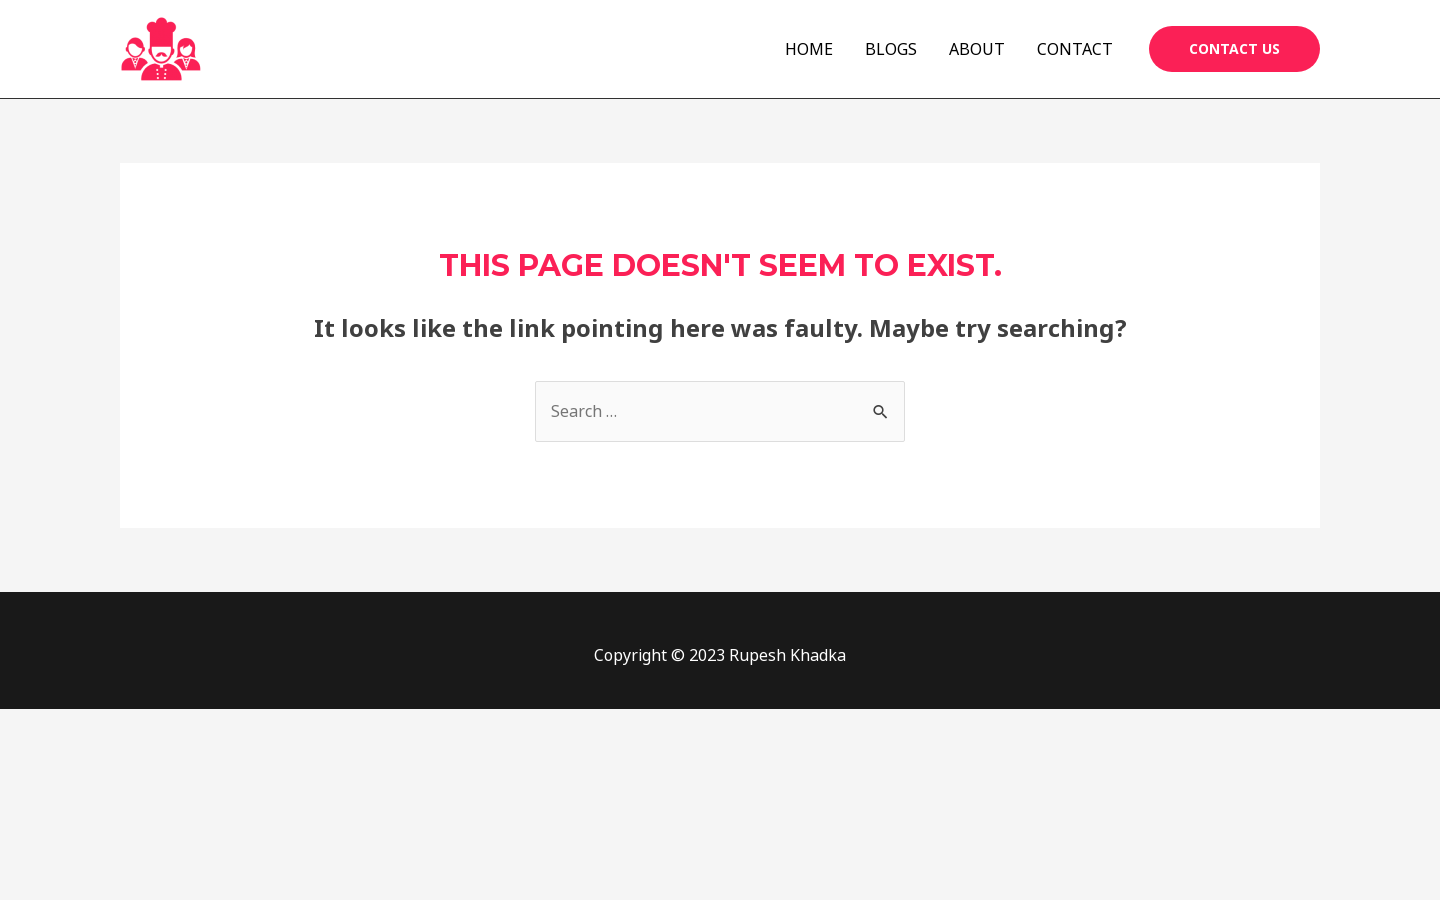 HOME
BLOGS
ABOUT
CONTACT
CONTACT US
THIS PAGE DOESN'T SEEM TO EXIST.
It looks like the link pointing here was faulty. Maybe try searching?
Search …
Copyright © 2023 Rupesh Khadka